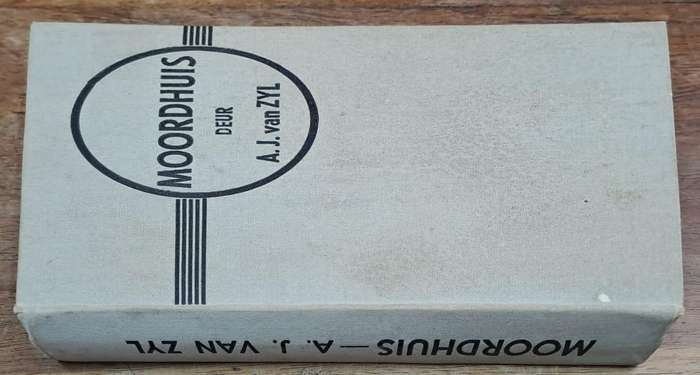 MOORDHUIS
DEUR
A. J. van ZYL
MOORDHUIS — A. J. VAN ZYL